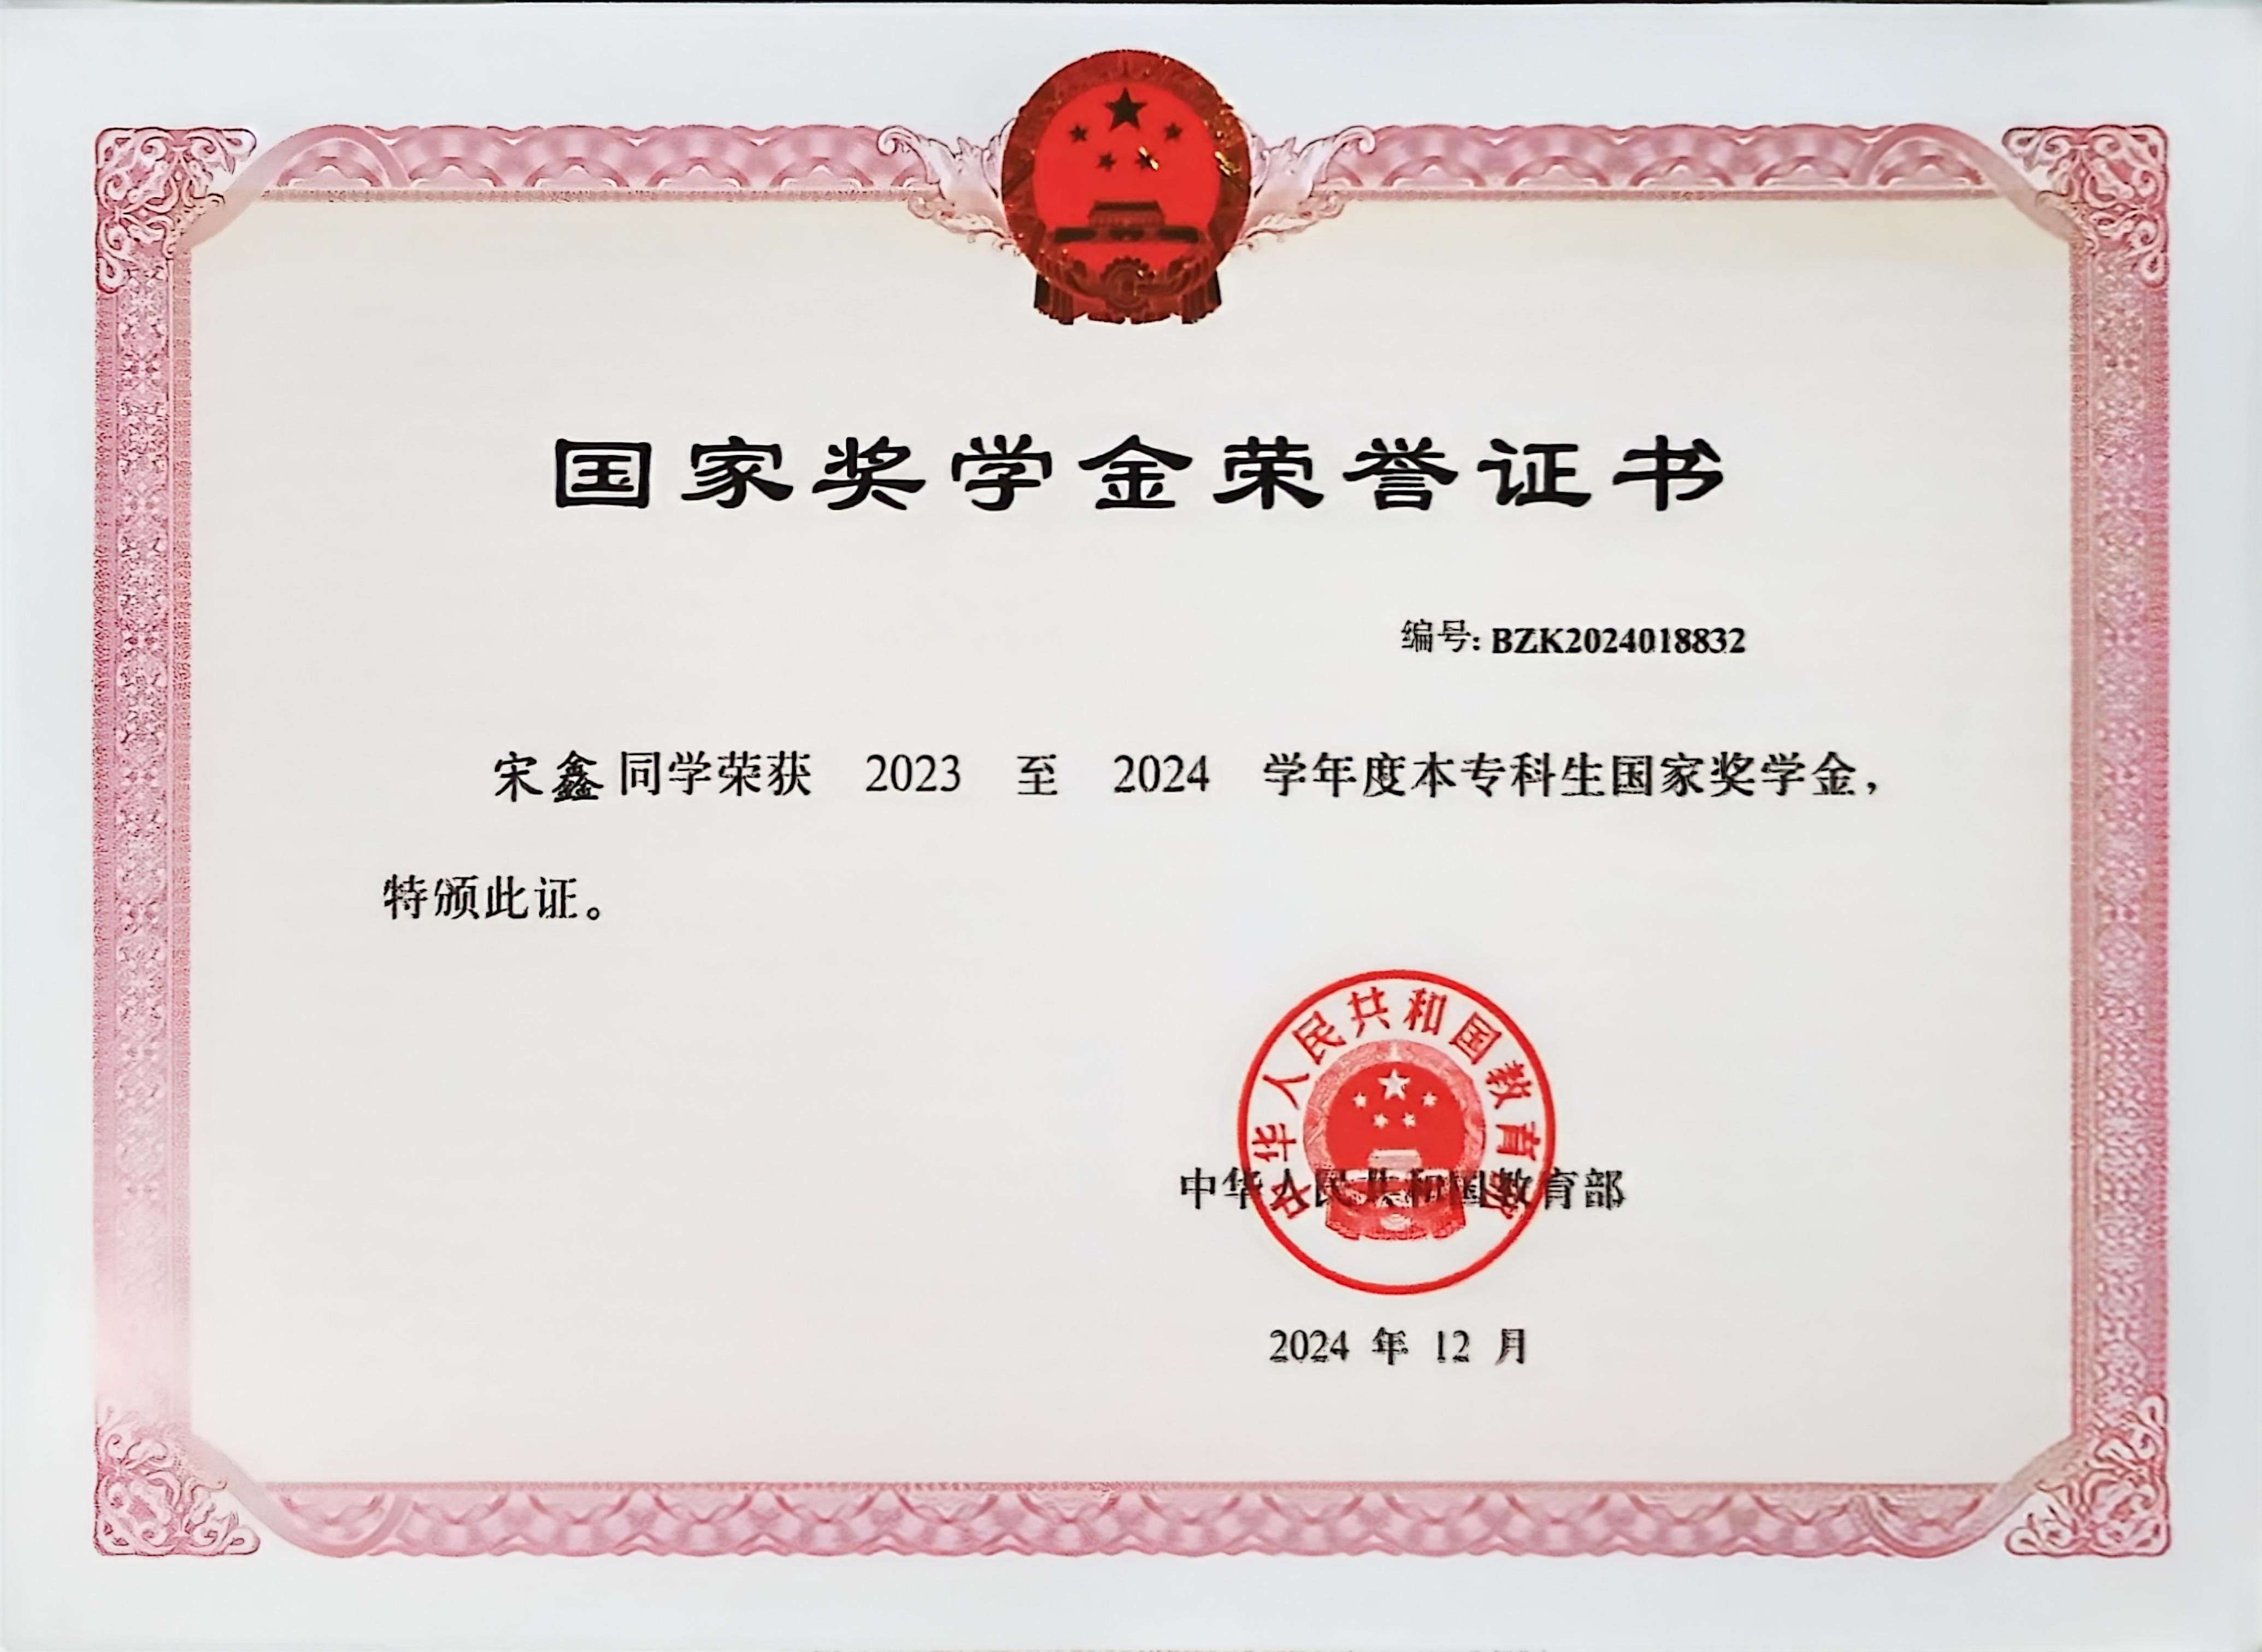 国家奖学金荣誉证书
编号: BZK2024018832
宋鑫同学荣获 2023 至 2024 学年度本专科生国家奖学金，
特颁此证。
中华人民共和国教育部
中华人民共和国教育部
2024 年 12 月